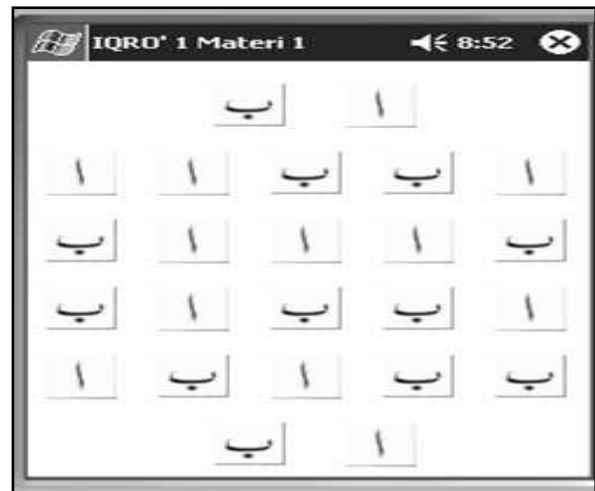 IQRO' 1 Materi 1 8:52
ا ب
ا ب ب ا ا
ب ا ا ا ب
ا ب ب ا ب
ب ب ا ب ا
ا ب